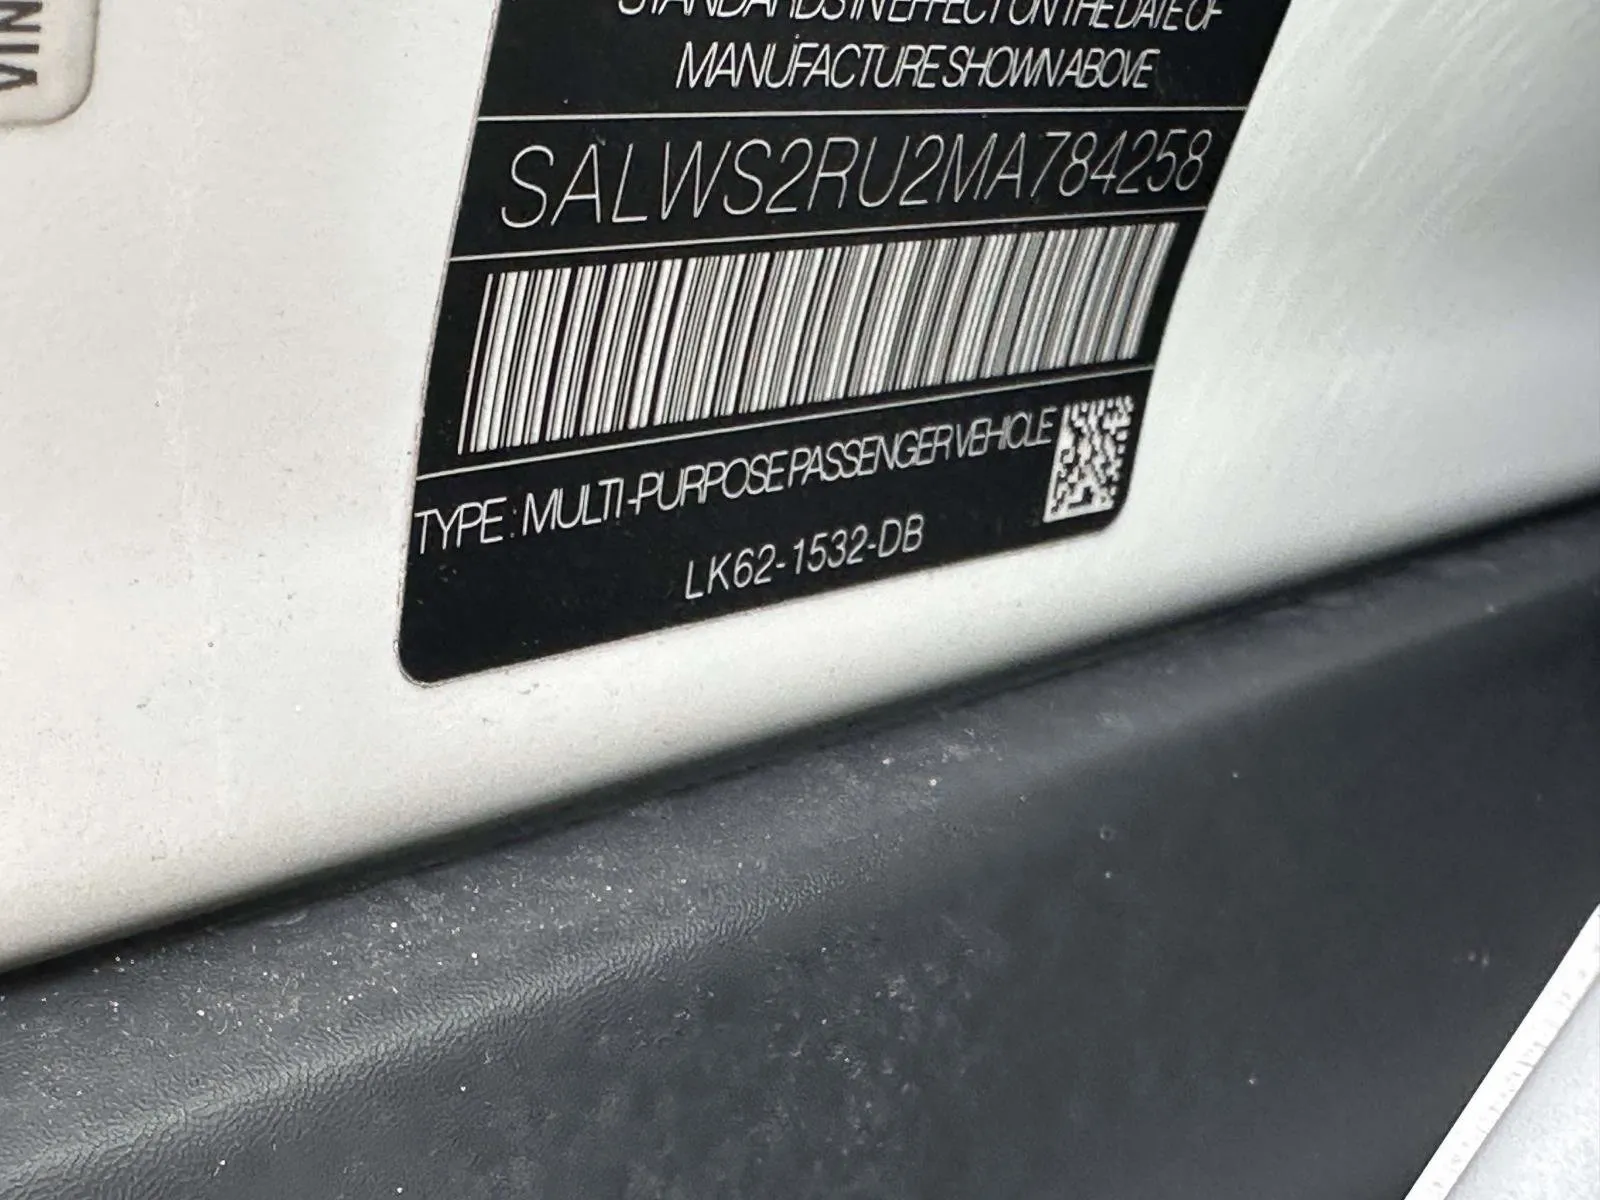 VIN
STANDARDS IN EFFECT ON THE DATE OF
MANUFACTURE SHOWN ABOVE
SALWS2RU2MA784258
TYPE: MULTI-PURPOSE PASSENGER VEHICLE
LK62-1532-DB